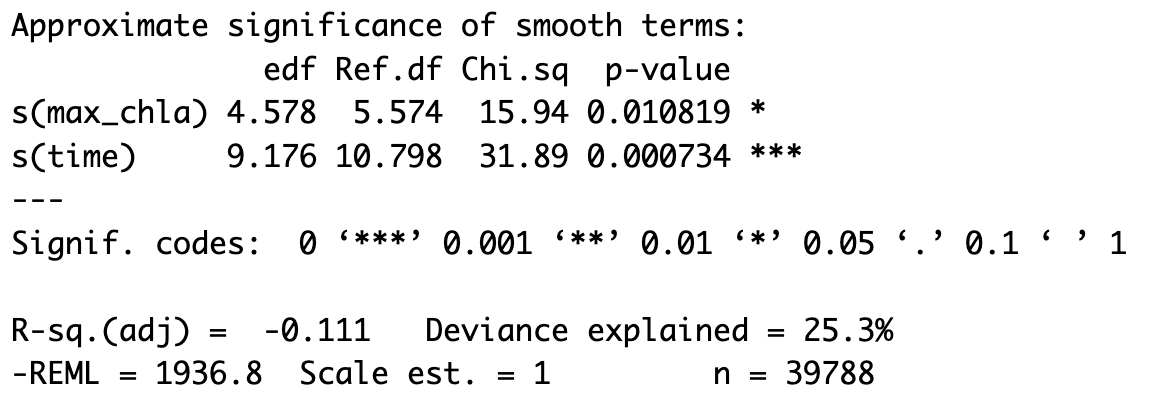 Approximate significance of smooth terms:
              edf Ref.df Chi.sq  p-value
s(max_chla) 4.578  5.574  15.94 0.010819 *
s(time)     9.176 10.798  31.89 0.000734 ***
---
Signif. codes:  0 ‘***’ 0.001 ‘**’ 0.01 ‘*’ 0.05 ‘.’ 0.1 ‘ ’ 1
R-sq.(adj) =  -0.111   Deviance explained = 25.3%
-REML = 1936.8  Scale est. = 1         n = 39788